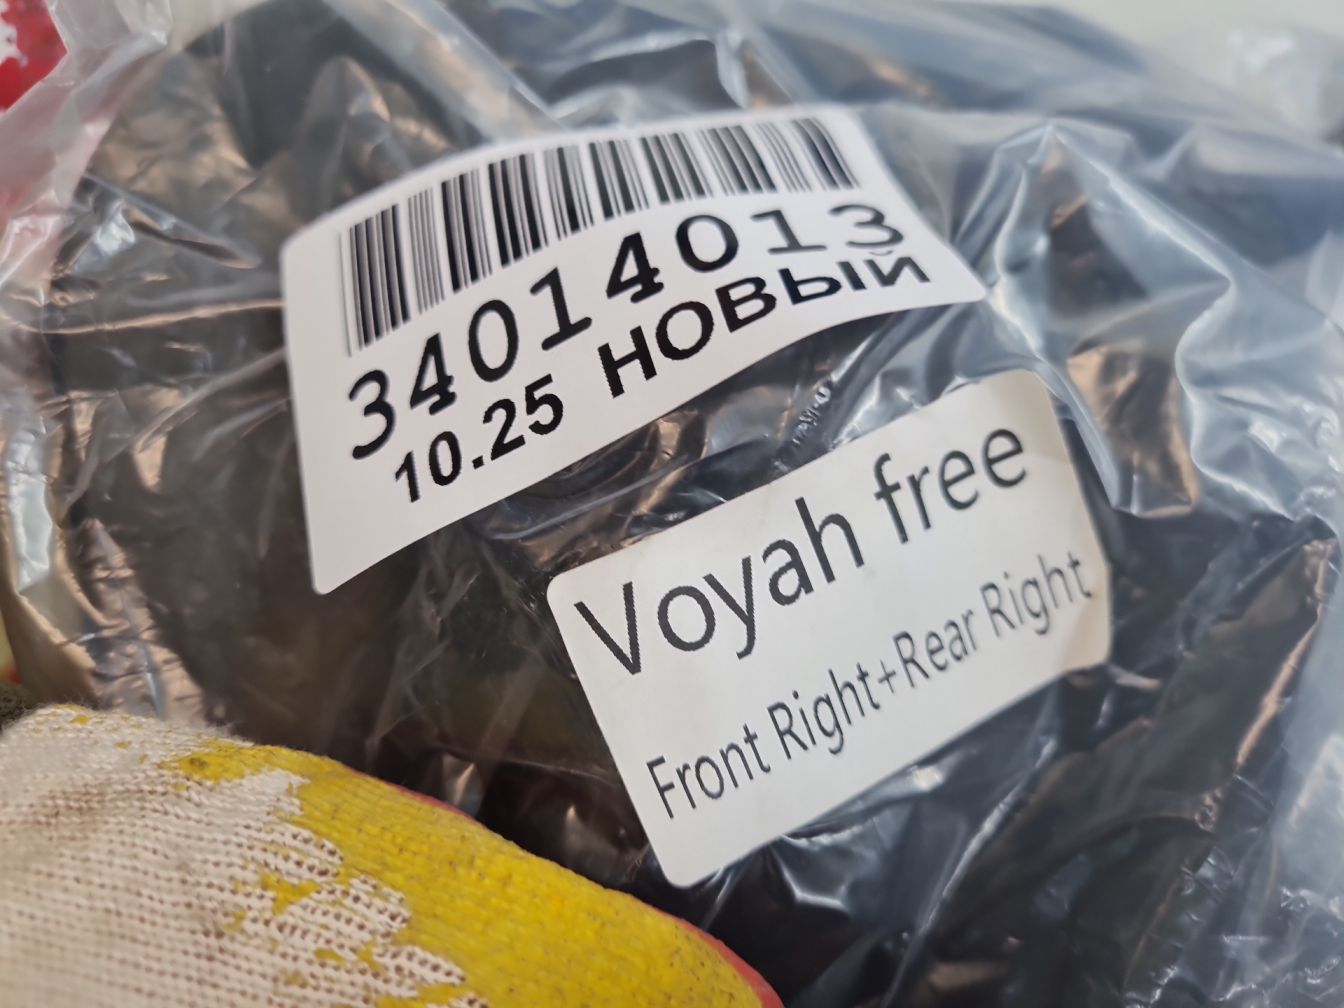 34014013
10.25 НОВЫЙ
Voyah free
Front Right+Rear Right